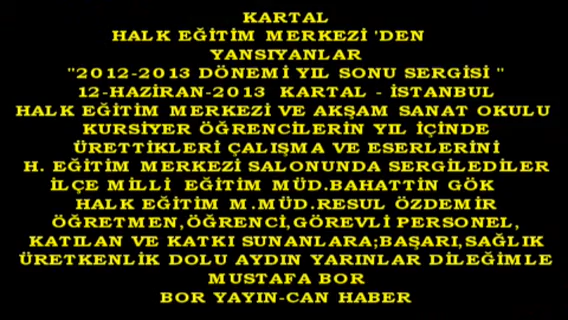 KARTAL
HALK EĞİTİM MERKEZİ 'DEN
YANSIYANLAR
"2012-2013 DÖNEMİ YIL SONU SERGİSİ "
12-HAZİRAN-2013 KARTAL - İSTANBUL
HALK EĞİTİM MERKEZİ VE AKŞAM SANAT OKULU
KURSİYER ÖĞRENCİLERİN YIL İÇİNDE
ÜRETTİKLERİ ÇALIŞMA VE ESERLERİNİ
H. EĞİTİM MERKEZİ SALONUNDA SERGİLEDİLER
İLÇE MİLLİ EĞİTİM MÜD.BAHATTİN GÖK
HALK EĞİTİM M.MÜD.RESUL ÖZDEMİR
ÖĞRETMEN,ÖĞRENCİ,GÖREVLİ PERSONEL,
KATILAN VE KATKI SUNANLARA;BAŞARI,SAĞLIK
ÜRETKENLİK DOLU AYDIN YARINLAR DİLEĞİMLE
MUSTAFA BOR
BOR YAYIN-CAN HABER